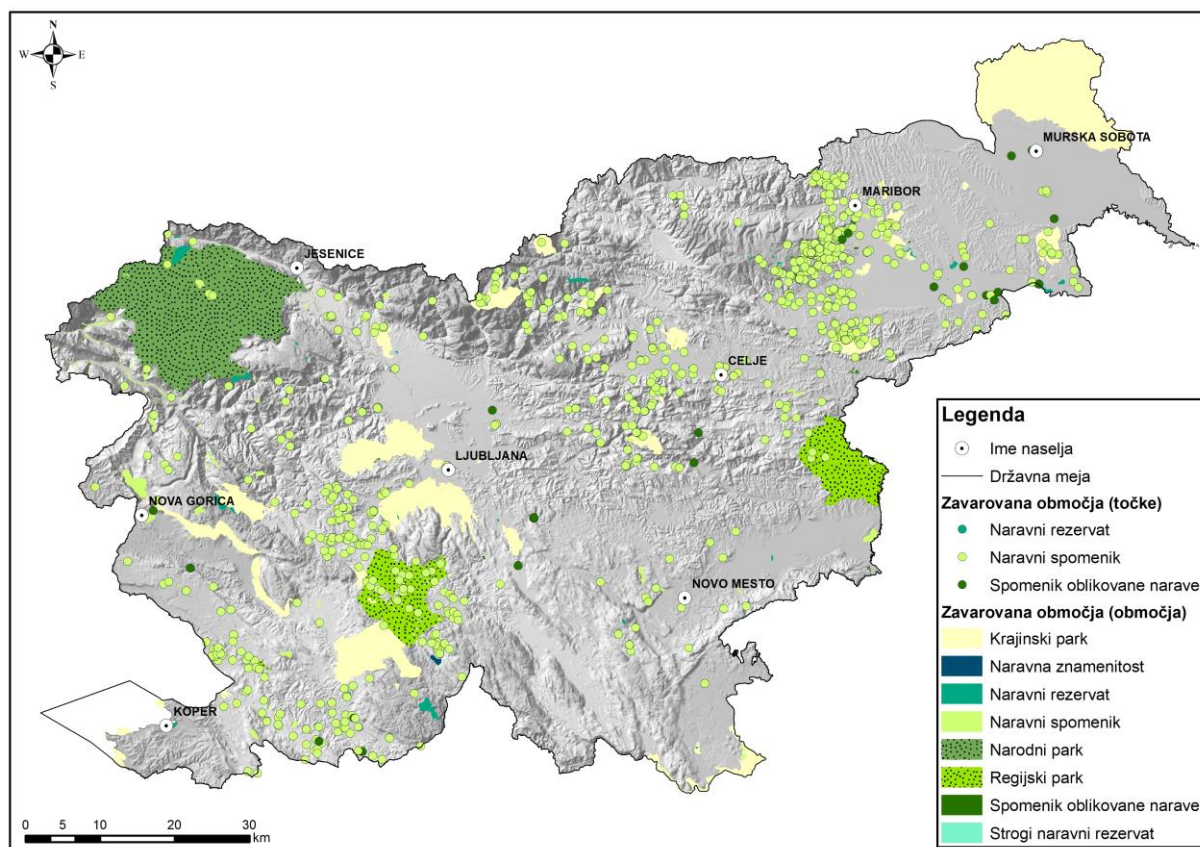 N
W E
S
MURSKA SOBOTA
MARIBOR
JESENICE
CELJE
LJUBLJANA
NOVA GORICA
NOVO MESTO
KOPER
Legenda
Ime naselja
Državna meja
Zavarovana območja (točke)
Naravni rezervat
Naravni spomenik
Spomenik oblikovane narave
Zavarovana območja (območja)
Krajinski park
Naravna znamenitost
Naravni rezervat
Naravni spomenik
Narodni park
Regijski park
Spomenik oblikovane narave
Strogi naravni rezervat
0 5 10 20 30
km